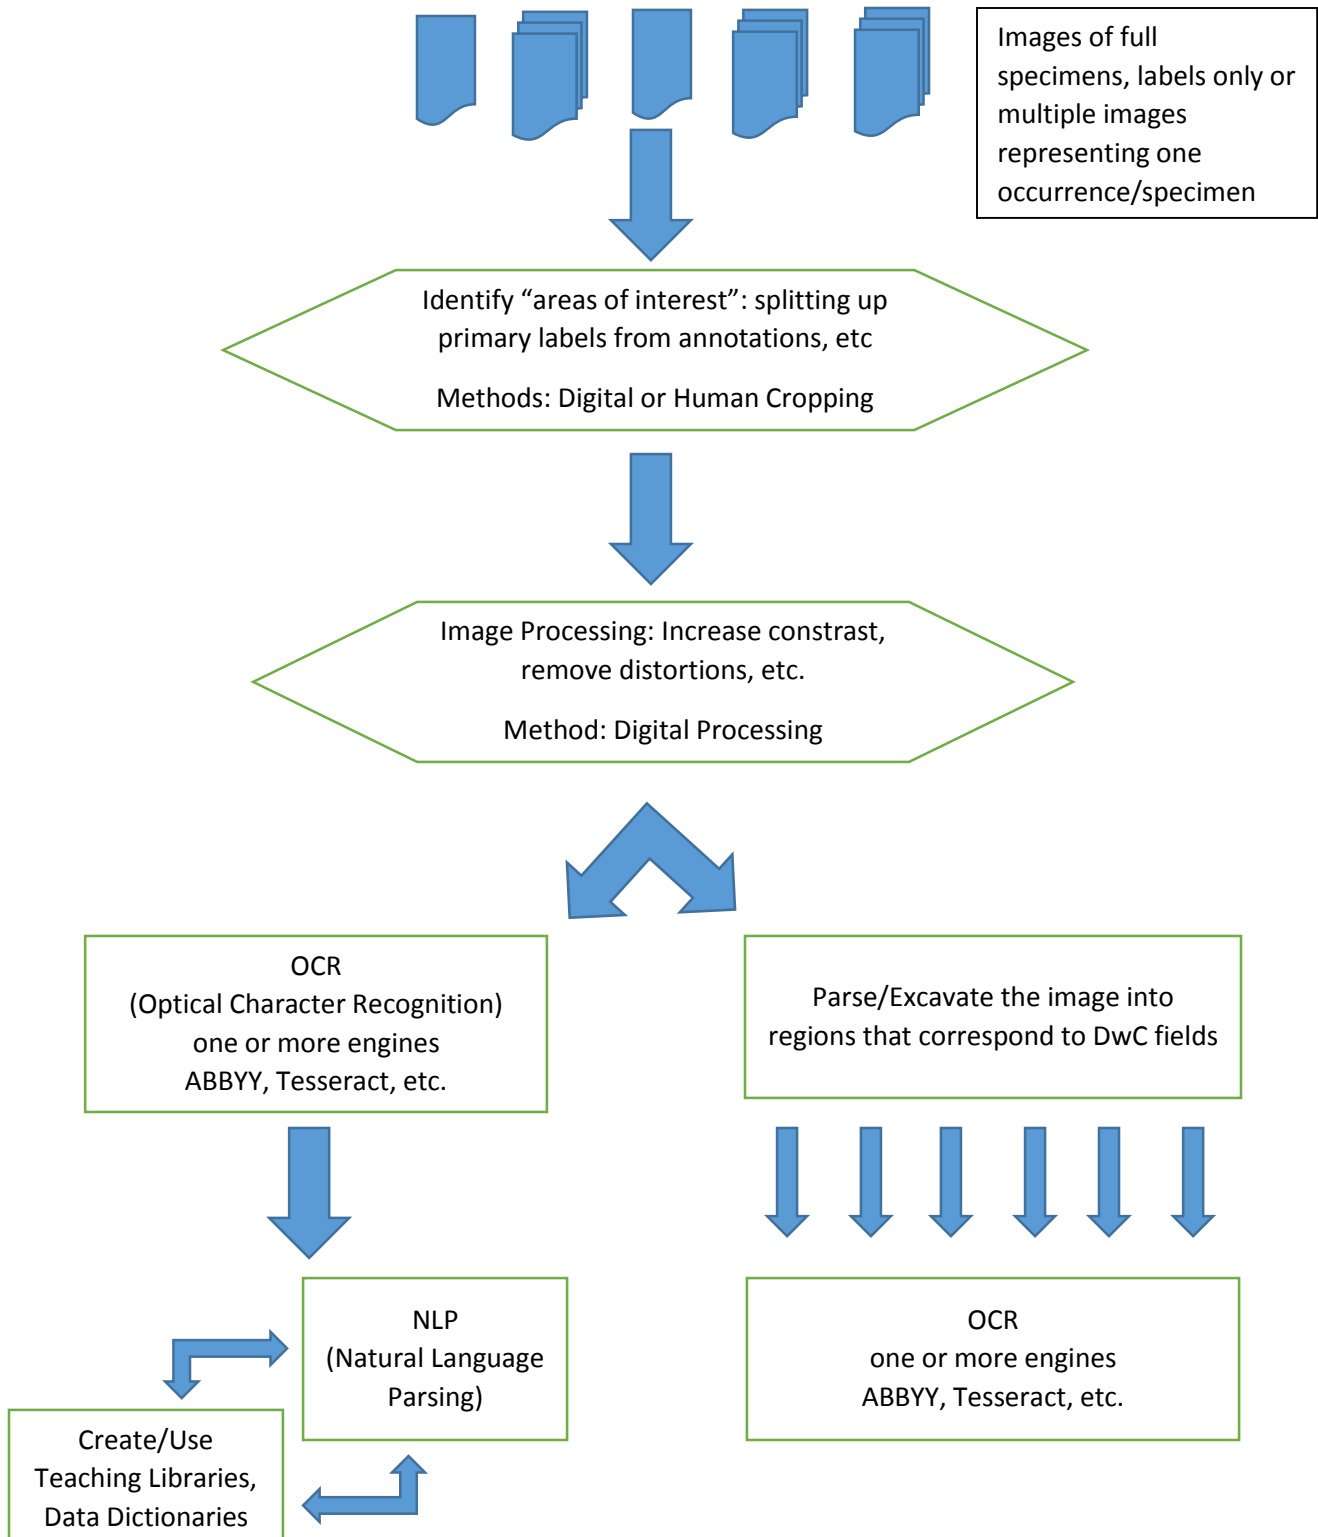 Images of full
specimens, labels only or
multiple images
representing one
occurrence/specimen
Identify “areas of interest”: splitting up
primary labels from annotations, etc
Methods: Digital or Human Cropping
Image Processing: Increase constrast,
remove distortions, etc.
Method: Digital Processing
OCR
(Optical Character Recognition)
one or more engines
ABBYY, Tesseract, etc.
Parse/Excavate the image into
regions that correspond to DwC fields
NLP
(Natural Language
Parsing)
OCR
one or more engines
ABBYY, Tesseract, etc.
Create/Use
Teaching Libraries,
Data Dictionaries